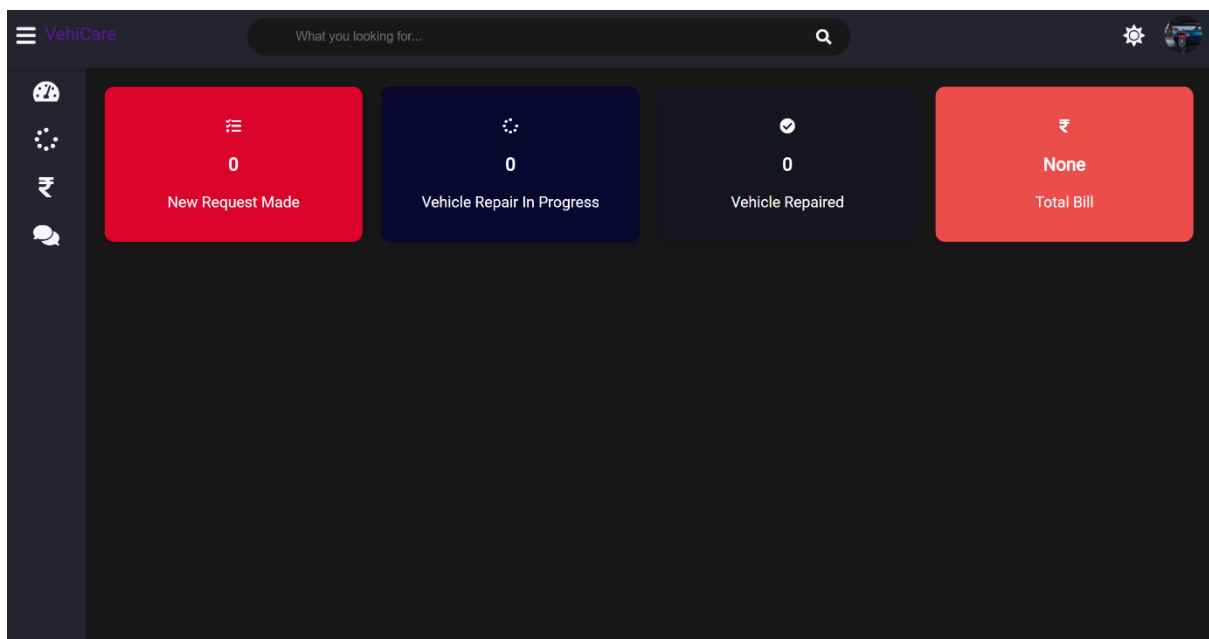 VehiCare
What you looking for...
₹
0
New Request Made
0
Vehicle Repair In Progress
0
Vehicle Repaired
₹
None
Total Bill